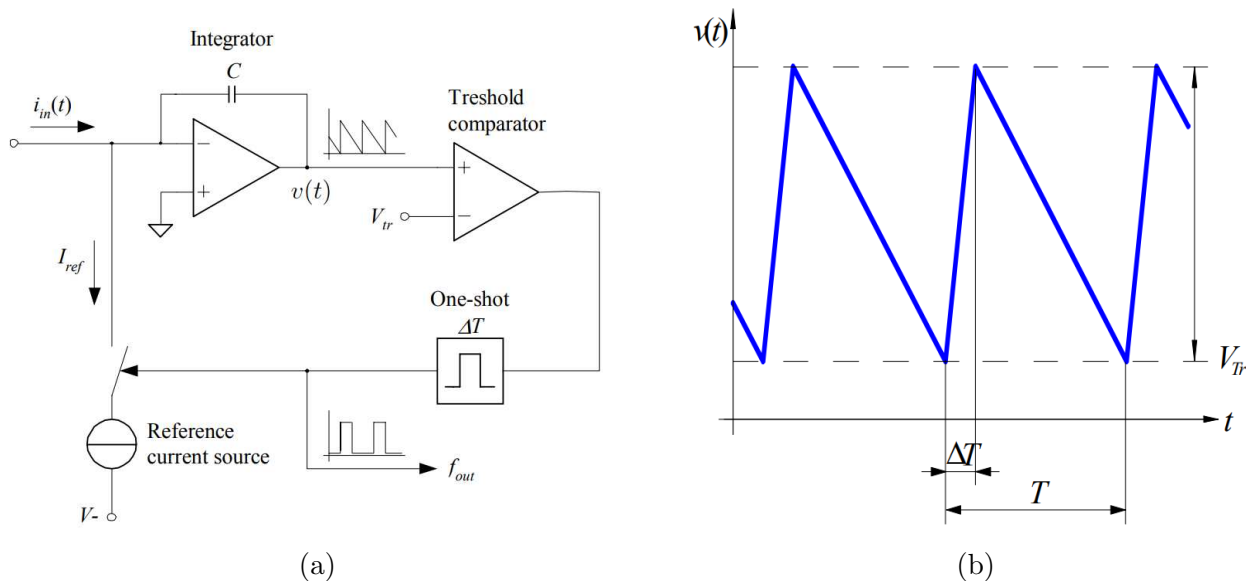 Integrator
C
i_in(t)
Treshold
comparator
−
+
v(t)
+
−
V_tr
I_ref
One-shot
ΔT
Reference
current source
f_out
V-
(a)
v(t)
V_Tr
t
ΔT
T
(b)